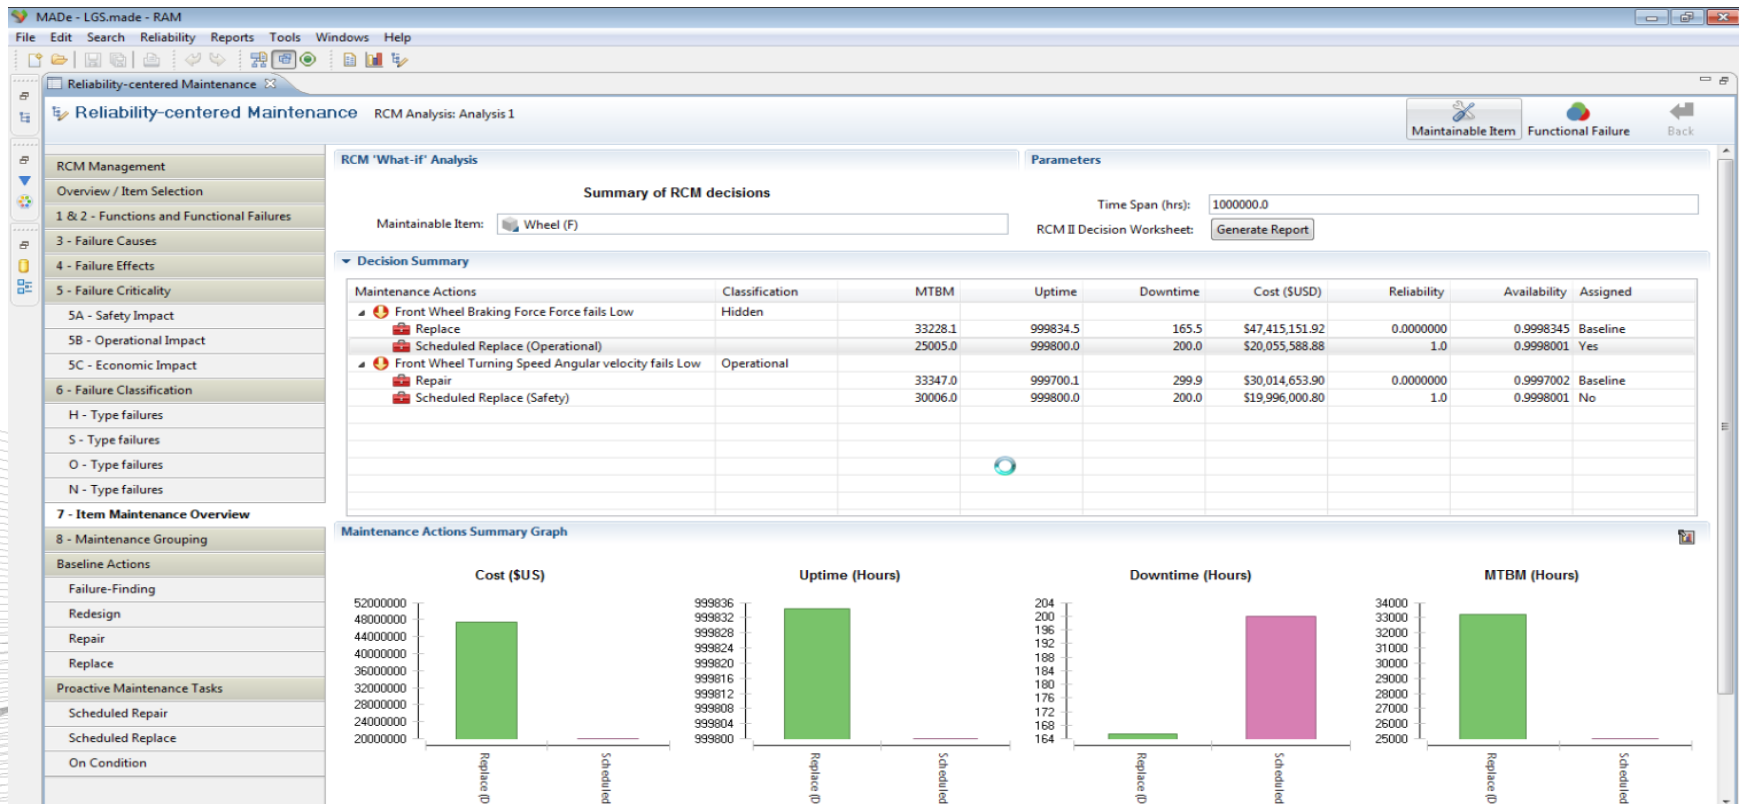 MADe - LGS.made - RAM
File Edit Search Reliability Reports Tools Windows Help
Reliability-centered Maintenance
Reliability-centered Maintenance RCM Analysis: Analysis 1
Maintainable Item Functional Failure Back
RCM Management
Overview / Item Selection
1 & 2 - Functions and Functional Failures
3 - Failure Causes
4 - Failure Effects
5 - Failure Criticality
5A - Safety Impact
5B - Operational Impact
5C - Economic Impact
6 - Failure Classification
H - Type failures
S - Type failures
O - Type failures
N - Type failures
7 - Item Maintenance Overview
8 - Maintenance Grouping
Baseline Actions
Failure-Finding
Redesign
Repair
Replace
Proactive Maintenance Tasks
Scheduled Repair
Scheduled Replace
On Condition
RCM 'What-if' Analysis
Summary of RCM decisions
Maintainable Item: Wheel (F)
Parameters
Time Span (hrs): 1000000.0
RCM II Decision Worksheet: Generate Report
Decision Summary
Maintenance Actions Classification MTBM Uptime Downtime Cost ($USD) Reliability Availability Assigned
Front Wheel Braking Force Force fails Low Hidden
Replace 33228.1 999834.5 165.5 $47,415,151.92 0.0000000 0.9998345 Baseline
Scheduled Replace (Operational) 25005.0 999800.0 200.0 $20,055,588.88 1.0 0.9998001 Yes
Front Wheel Turning Speed Angular velocity fails Low Operational
Repair 33347.0 999700.1 299.9 $30,014,653.90 0.0000000 0.9997002 Baseline
Scheduled Replace (Safety) 30006.0 999800.0 200.0 $19,996,000.80 1.0 0.9998001 No
Maintenance Actions Summary Graph
Cost ($US)
52000000
48000000
44000000
40000000
36000000
32000000
28000000
24000000
20000000
Replace (D
Scheduled
Uptime (Hours)
999836
999832
999828
999824
999820
999816
999812
999808
999804
999800
Replace (D
Scheduled
Downtime (Hours)
204
200
196
192
188
184
180
176
172
168
164
Replace (D
Scheduled
MTBM (Hours)
34000
33000
32000
31000
30000
29000
28000
27000
26000
25000
Replace (D
Scheduled